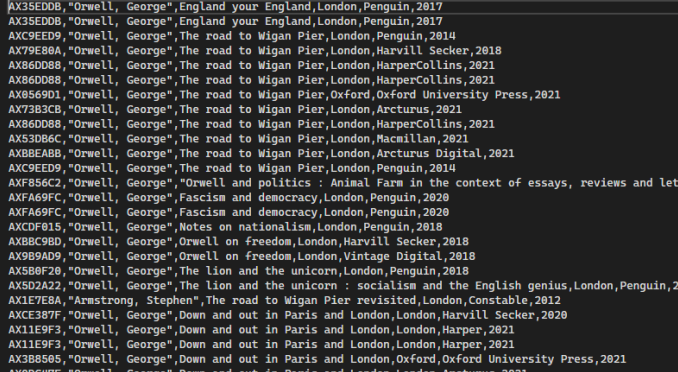 AX35EDDB,"Orwell, George",England your England,London,Penguin,2017
AX35EDDB,"Orwell, George",England your England,London,Penguin,2017
AXC9EED9,"Orwell, George",The road to Wigan Pier,London,Penguin,2014
AX79E80A,"Orwell, George",The road to Wigan Pier,London,Harvill Secker,2018
AX86DD88,"Orwell, George",The road to Wigan Pier,London,HarperCollins,2021
AX86DD88,"Orwell, George",The road to Wigan Pier,London,HarperCollins,2021
AX0569D1,"Orwell, George",The road to Wigan Pier,Oxford,Oxford University Press,2021
AX73B3CB,"Orwell, George",The road to Wigan Pier,London,Arcturus,2021
AX86DD88,"Orwell, George",The road to Wigan Pier,London,HarperCollins,2021
AX53DB6C,"Orwell, George",The road to Wigan Pier,London,Macmillan,2021
AXBBEABB,"Orwell, George",The road to Wigan Pier,London,Arcturus Digital,2021
AXC9EED9,"Orwell, George",The road to Wigan Pier,London,Penguin,2014
AXF856C2,"Orwell, George","Orwell and politics : Animal Farm in the context of essays, reviews and let
AXFA69FC,"Orwell, George",Fascism and democracy,London,Penguin,2020
AXFA69FC,"Orwell, George",Fascism and democracy,London,Penguin,2020
AXCDF015,"Orwell, George",Notes on nationalism,London,Penguin,2018
AXBBC9BD,"Orwell, George",Orwell on freedom,London,Harvill Secker,2018
AX9B9AD9,"Orwell, George",Orwell on freedom,London,Vintage Digital,2018
AX5B0F20,"Orwell, George",The lion and the unicorn,London,Penguin,2018
AX5D2A22,"Orwell, George",The lion and the unicorn : socialism and the English genius,London,Penguin,2
AX1E7E8A,"Armstrong, Stephen",The road to Wigan Pier revisited,London,Constable,2012
AXCE387F,"Orwell, George",Down and out in Paris and London,London,Harvill Secker,2020
AX11E9F3,"Orwell, George",Down and out in Paris and London,London,Harper,2021
AX11E9F3,"Orwell, George",Down and out in Paris and London,London,Harper,2021
AX3B8505,"Orwell, George",Down and out in Paris and London,Oxford,Oxford University Press,2021
"Orwell, George",Down and out in Paris and London,London,Arcturus,2021